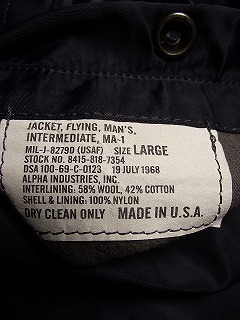 JACKET, FLYING, MAN'S,
INTERMEDIATE, MA-1
MIL-J-8279D (USAF) SIZE LARGE
STOCK NO. 8415-818-7354
DSA 100-69-C-0123 19 JULY 1968
ALPHA INDUSTRIES, INC.
INTERLINING: 58% WOOL, 42% COTTON
SHELL & LINING: 100% NYLON
DRY CLEAN ONLY MADE IN U.S.A.